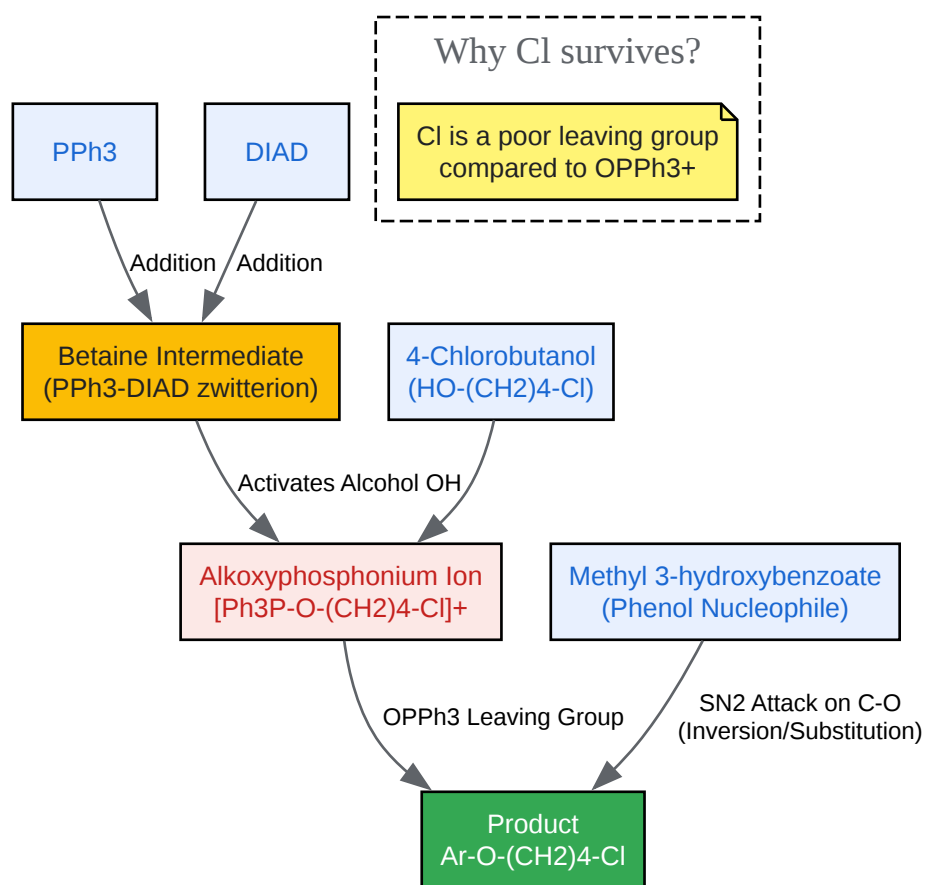 Why Cl survives?
Cl is a poor leaving group
compared to OPPh3+
PPh3
DIAD
Addition
Addition
Betaine Intermediate
(PPh3-DIAD zwitterion)
4-Chlorobutanol
(HO-(CH2)4-Cl)
Activates Alcohol OH
Alkoxyphosphonium Ion
[Ph3P-O-(CH2)4-Cl]+
Methyl 3-hydroxybenzoate
(Phenol Nucleophile)
OPPh3 Leaving Group
SN2 Attack on C-O
(Inversion/Substitution)
Product
Ar-O-(CH2)4-Cl